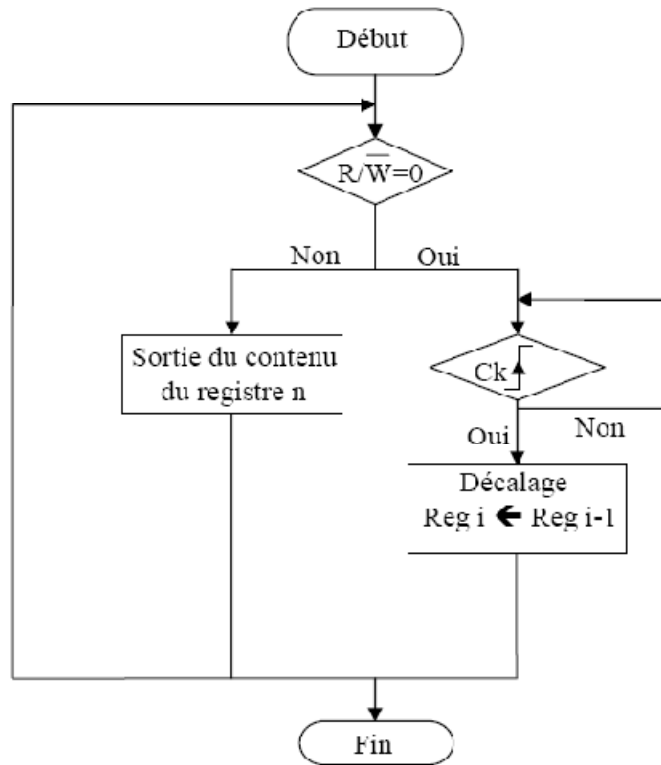 Début
R/W̅=0
Non
Oui
Sortie du contenu
du registre n
Ck
Oui
Non
Décalage
Reg i 🡸 Reg i-1
Fin